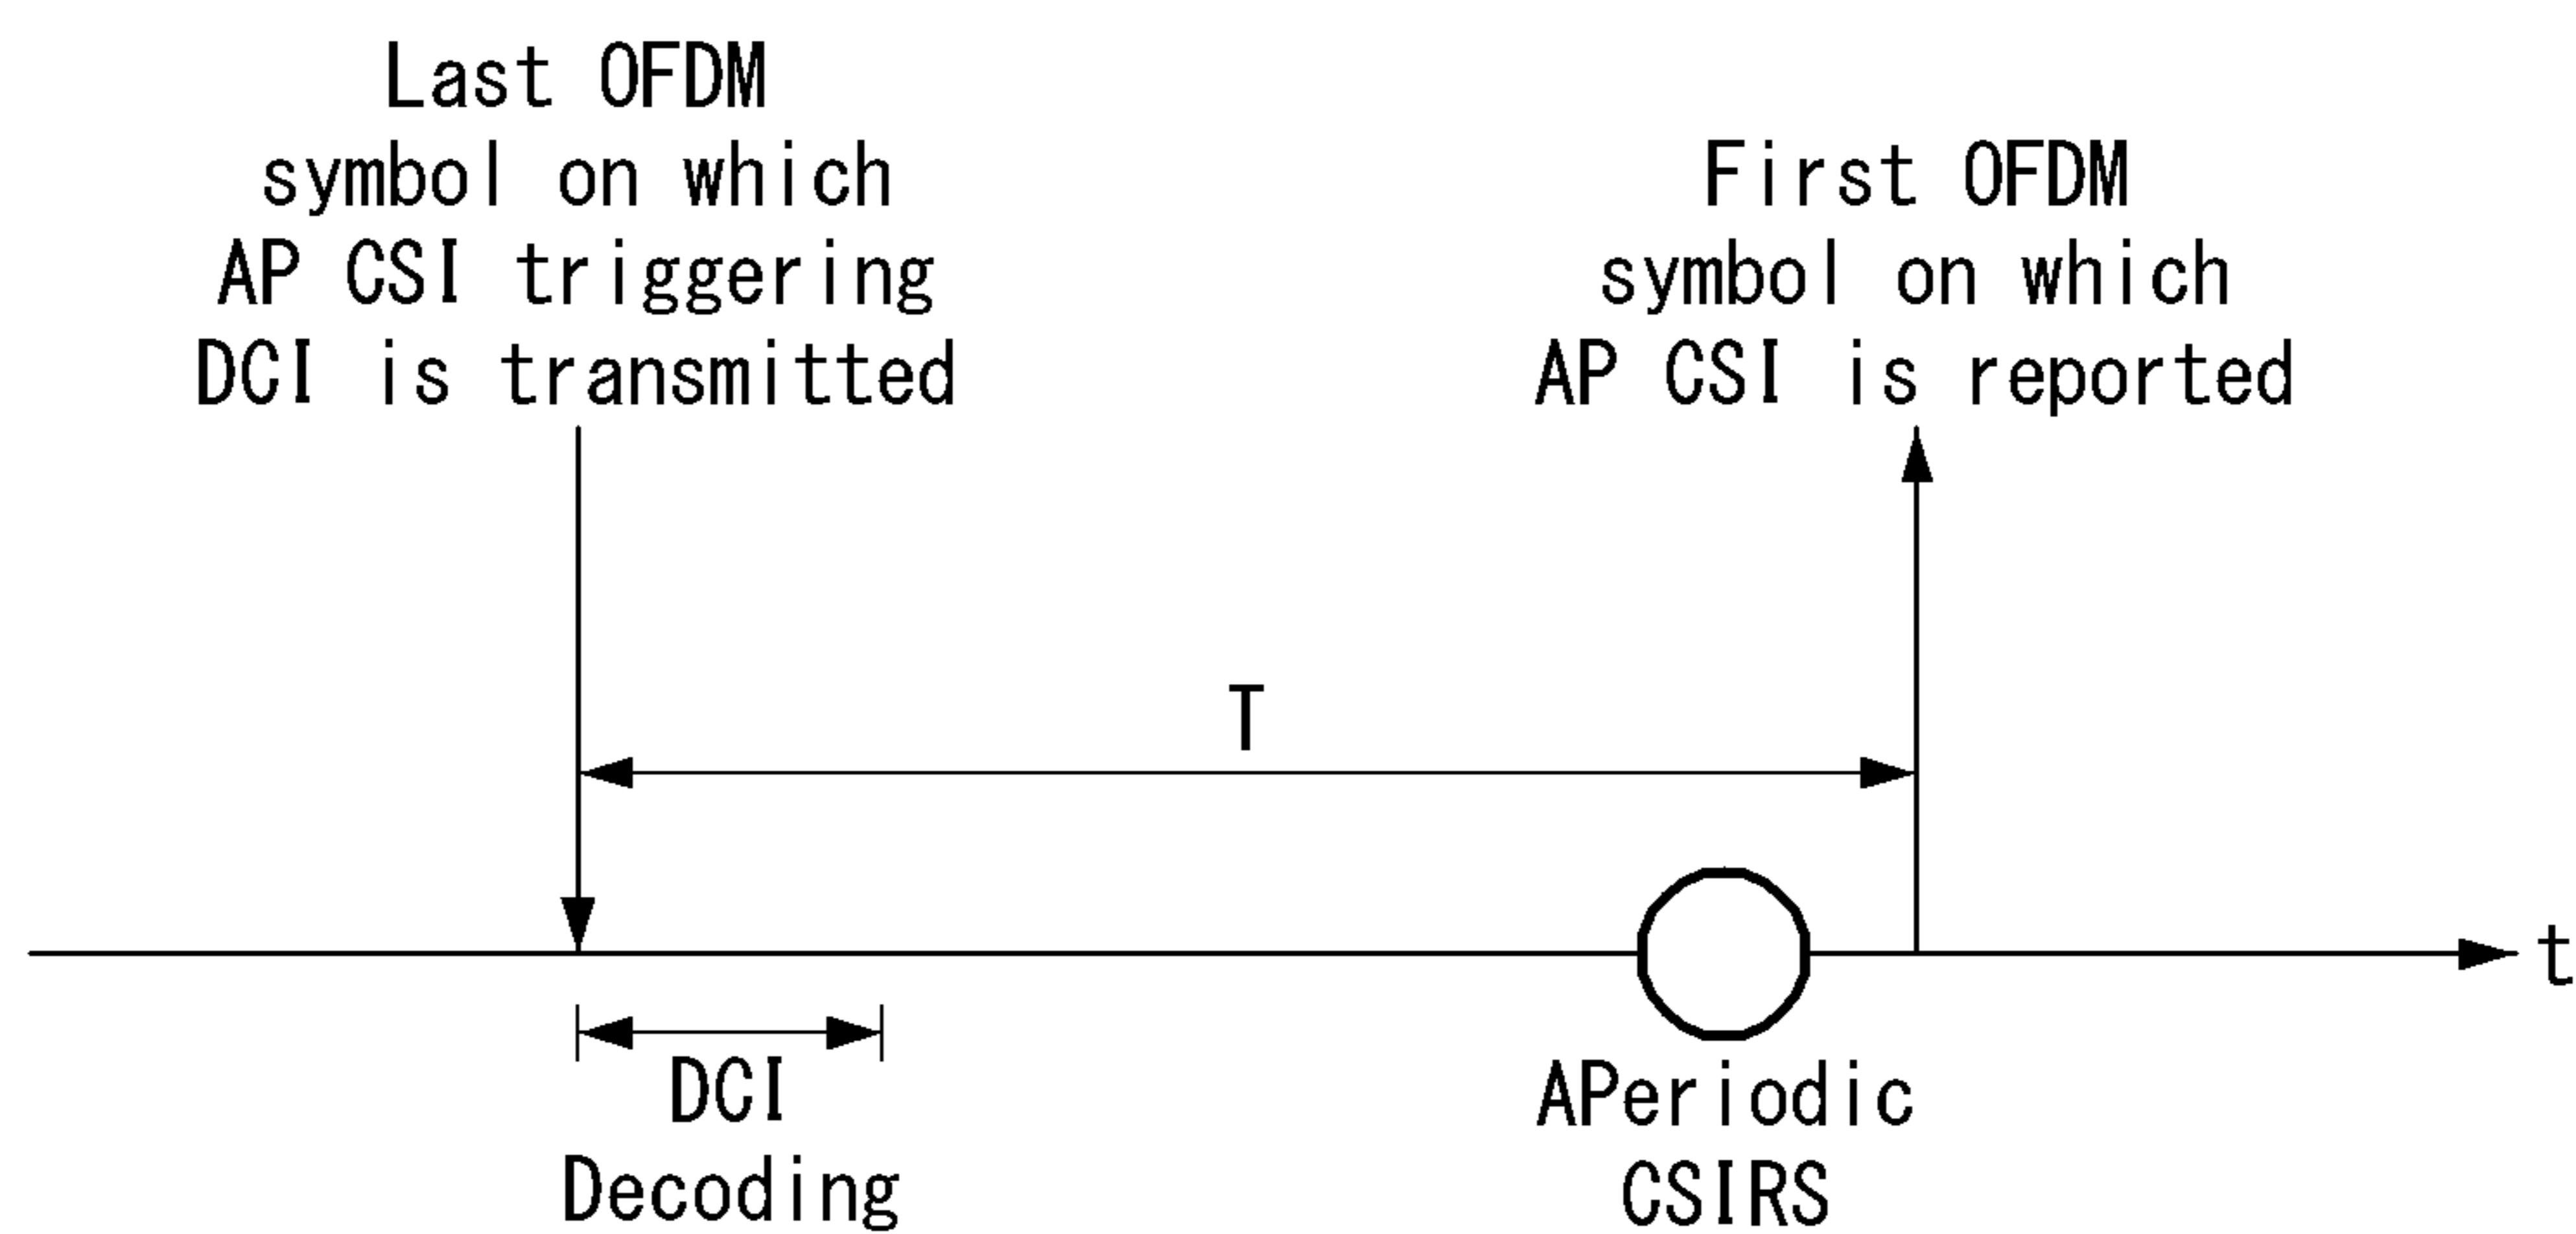 Last OFDM
symbol on which
AP CSI triggering
DCI is transmitted
First OFDM
symbol on which
AP CSI is reported
T
t
DCI
Decoding
APeriodic
CSIRS